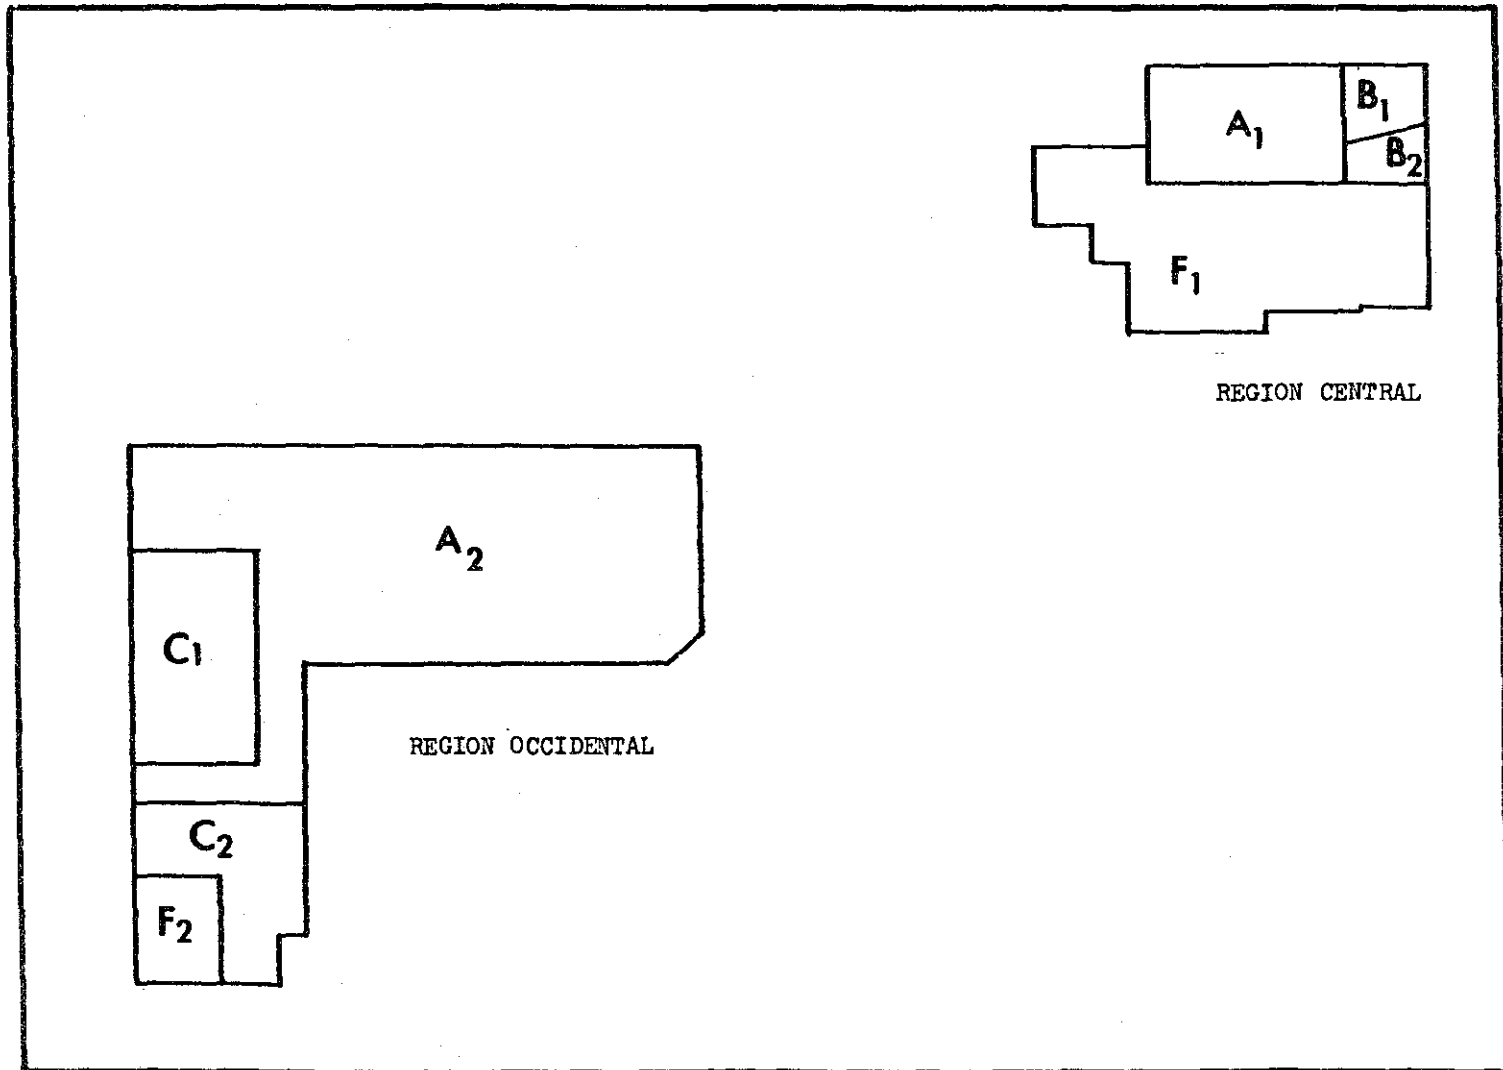 A1
B1
B2
F1
REGION CENTRAL
A2
C1
REGION OCCIDENTAL
C2
F2